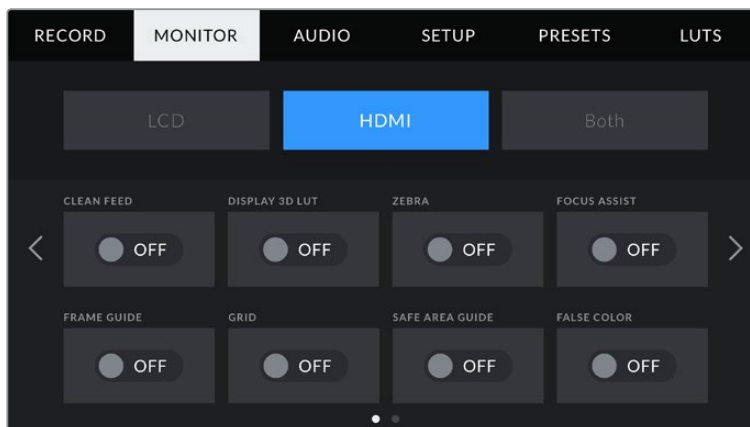 RECORD MONITOR AUDIO SETUP PRESETS LUTS
LCD HDMI Both
CLEAN FEED DISPLAY 3D LUT ZEBRA FOCUS ASSIST
OFF OFF OFF OFF
FRAME GUIDE GRID SAFE AREA GUIDE FALSE COLOR
OFF OFF OFF OFF